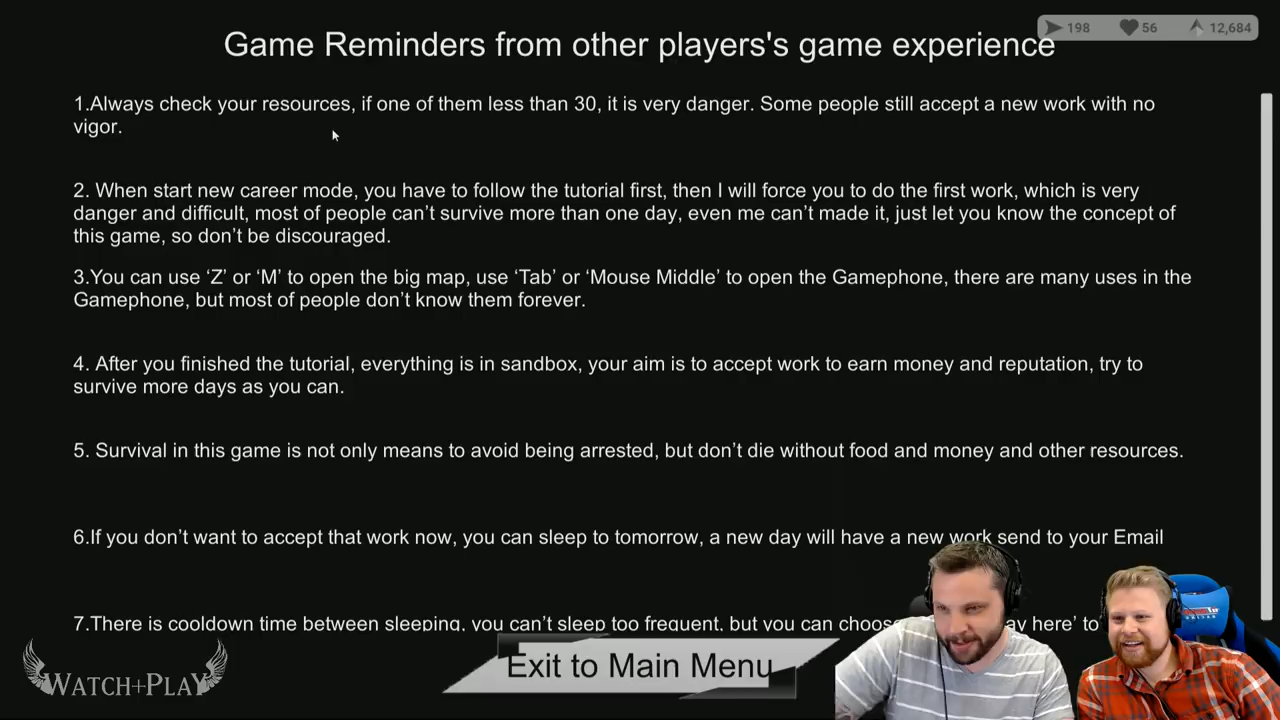 Game Reminders from other players's game experience
198 56 12,684
1.Always check your resources, if one of them less than 30, it is very danger. Some people still accept a new work with no
vigor.
2. When start new career mode, you have to follow the tutorial first, then I will force you to do the first work, which is very
danger and difficult, most of people can't survive more than one day, even me can't made it, just let you know the concept of
this game, so don't be discouraged.
3.You can use ‘Z’ or ‘M’ to open the big map, use ‘Tab’ or ‘Mouse Middle’ to open the Gamephone, there are many uses in the
Gamephone, but most of people don’t know them forever.
4. After you finished the tutorial, everything is in sandbox, your aim is to accept work to earn money and reputation, try to
survive more days as you can.
5. Survival in this game is not only means to avoid being arrested, but don’t die without food and money and other resources.
6.If you don’t want to accept that work now, you can sleep to tomorrow, a new day will have a new work send to your Email
7.There is cooldown time between sleeping, you can’t sleep too frequent, but you can choose ay here’ to
Exit to Main Menu
WATCH+PLAY